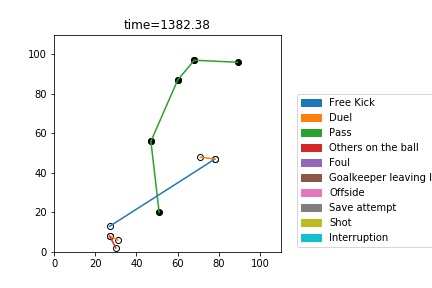 time=1382.38
100
80
60
40
20
0
0 20 40 60 80 100
Free Kick
Duel
Pass
Others on the ball
Foul
Goalkeeper leaving l
Offside
Save attempt
Shot
Interruption